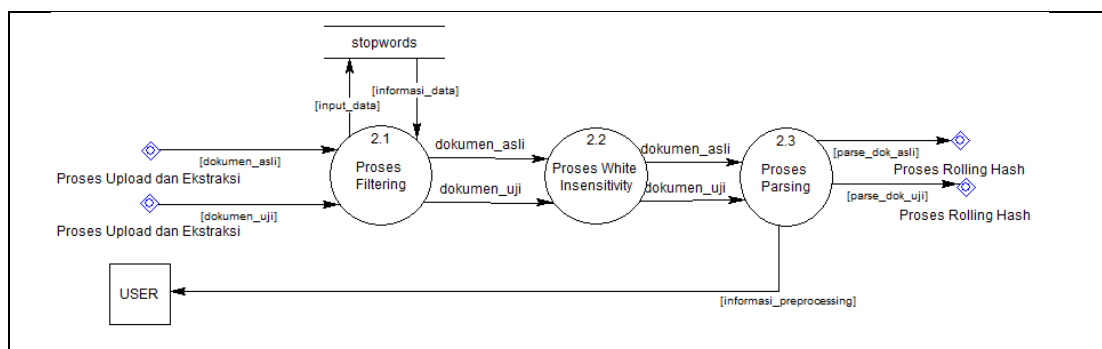 stopwords
[informasi_data]
[input_data]
2.1
Proses
Filtering
2.2
Proses White
Insensitivity
2.3
Proses
Parsing
dokumen_asli
dokumen_asli
[dokumen_asli]
Proses Upload dan Ekstraksi
[parse_dok_asli]
Proses Rolling Hash
dokumen_uji
dokumen_uji
[dokumen_uji]
Proses Upload dan Ekstraksi
[parse_dok_uji]
Proses Rolling Hash
USER
[informasi_preprocessing]